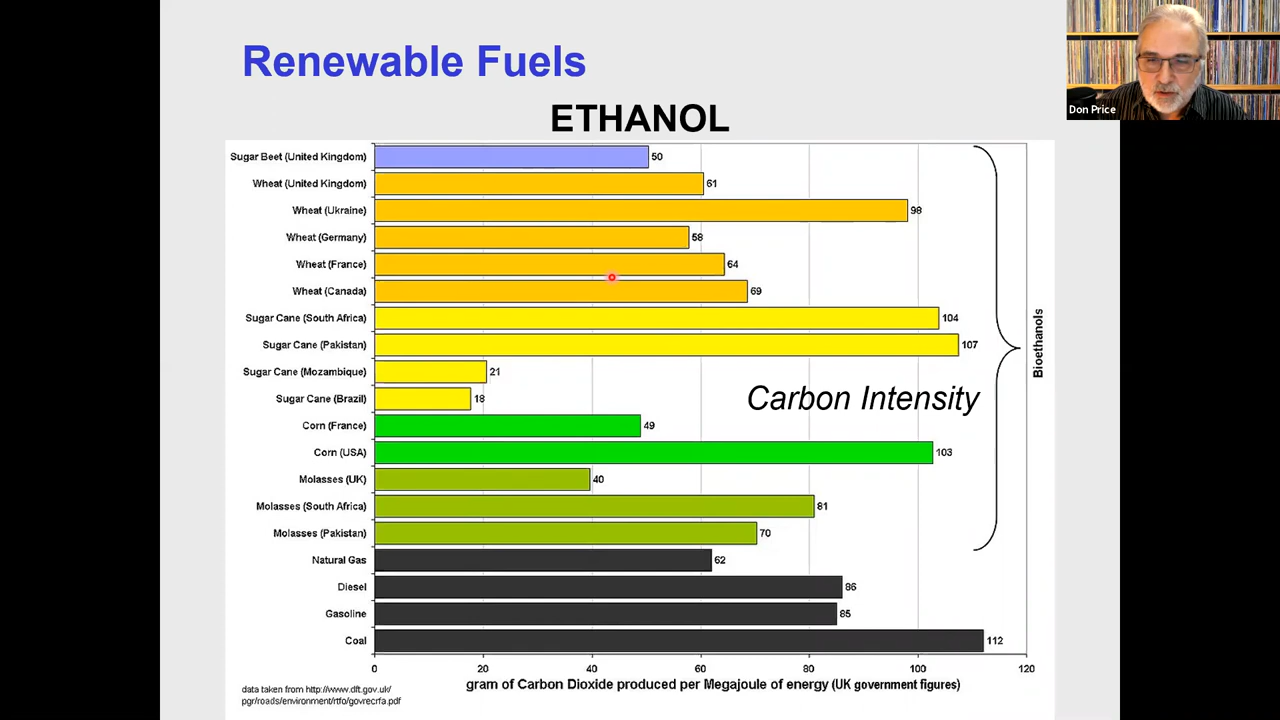 Renewable Fuels
ETHANOL
Don Price
Sugar Beet (United Kingdom) 50
Wheat (United Kingdom) 61
Wheat (Ukraine) 98
Wheat (Germany) 58
Wheat (France) 64
Wheat (Canada) 69
Sugar Cane (South Africa) 104
Sugar Cane (Pakistan) 107
Sugar Cane (Mozambique) 21
Sugar Cane (Brazil) 18
Corn (France) 49
Corn (USA) 103
Molasses (UK) 40
Molasses (South Africa) 81
Molasses (Pakistan) 70
Natural Gas 62
Diesel 86
Gasoline 85
Coal 112
Bioethanols
Carbon Intensity
0 20 40 60 80 100 120
gram of Carbon Dioxide produced per Megajoule of energy (UK government figures)
data taken from http://www.dft.gov.uk/
pgr/roads/environment/rtfo/govrecrfa.pdf